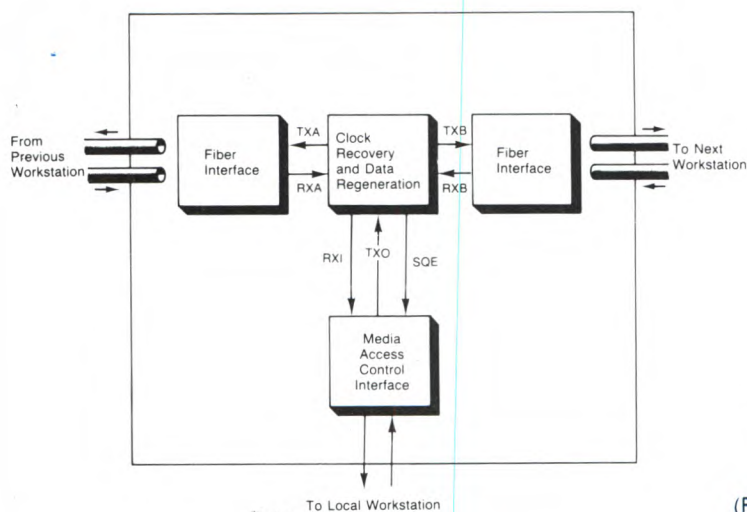 From
Previous
Workstation
Fiber
Interface
TXA
RXA
Clock
Recovery
and Data
Regeneration
TXB
RXB
Fiber
Interface
To Next
Workstation
RXI
TXO
SQE
Media
Access
Control
Interface
To Local Workstation